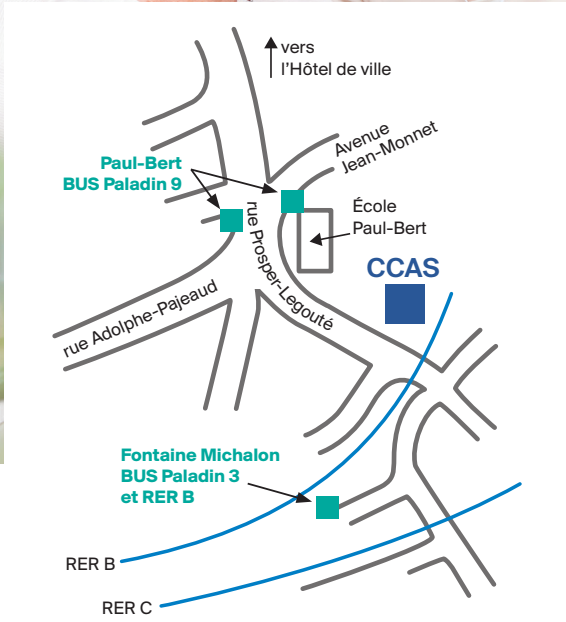 vers
l'Hôtel de ville
Avenue
Jean-Monnet
Paul-Bert
BUS Paladin 9
École
Paul-Bert
rue Prosper-Legouté
CCAS
rue Adolphe-Pajeaud
Fontaine Michalon
BUS Paladin 3
et RER B
RER B
RER C